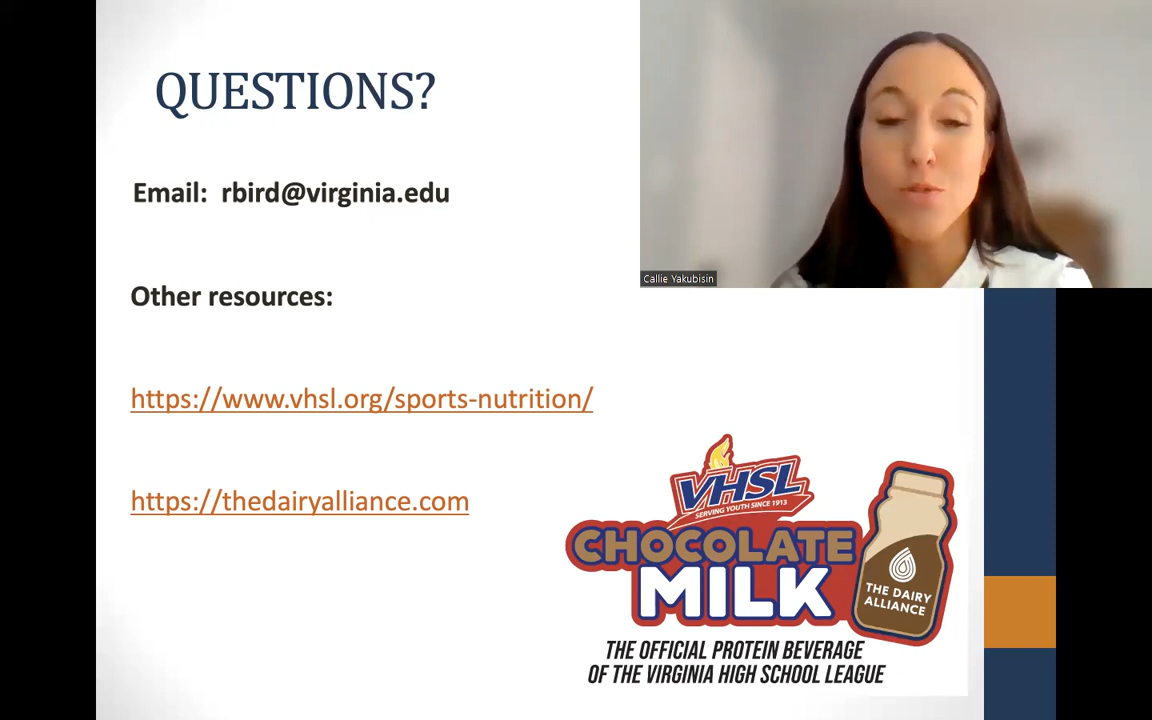 QUESTIONS?
Email: rbird@virginia.edu
Callie Yakubisin
Other resources:
https://www.vhsl.org/sports-nutrition/
https://thedairyalliance.com
VHSL
SERVING YOUTH SINCE 1913
CHOCOLATE
MILK
THE DAIRY
ALLIANCE
THE OFFICIAL PROTEIN BEVERAGE
OF THE VIRGINIA HIGH SCHOOL LEAGUE